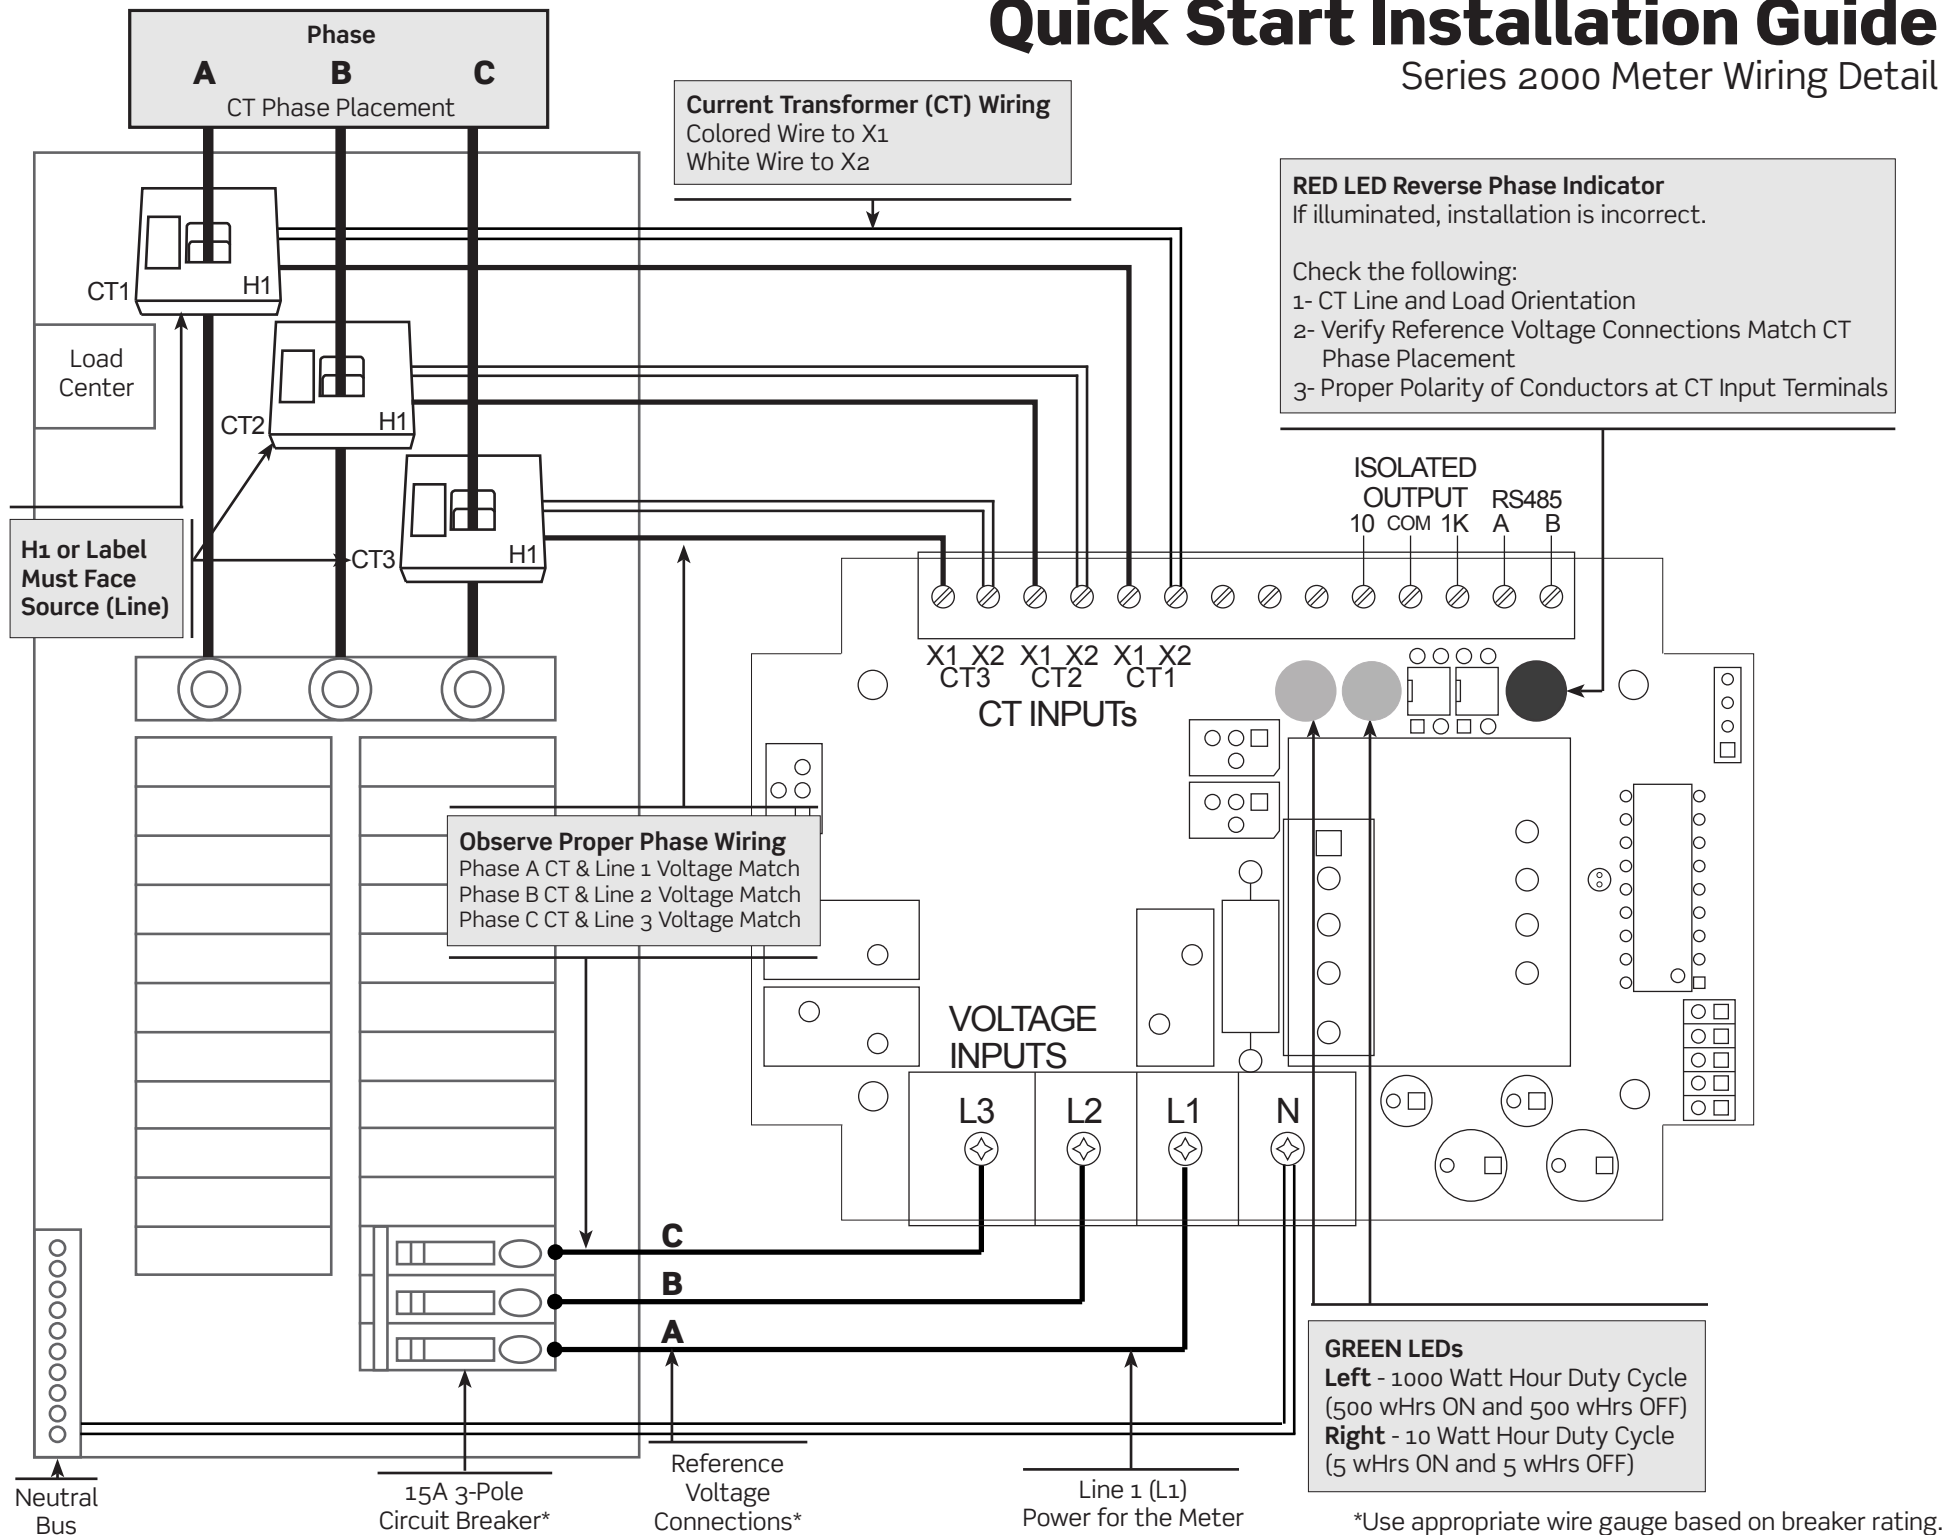 Quick Start Installation Guide
Series 2000 Meter Wiring Detail
Phase
A B C
CT Phase Placement
Current Transformer (CT) Wiring
Colored Wire to X1
White Wire to X2
RED LED Reverse Phase Indicator
If illuminated, installation is incorrect.
Check the following:
1- CT Line and Load Orientation
2- Verify Reference Voltage Connections Match CT
Phase Placement
3- Proper Polarity of Conductors at CT Input Terminals
CT1
H1
Load
Center
CT2
H1
CT3
H1
H1 or Label
Must Face
Source (Line)
ISOLATED
OUTPUT
RS485
10 COM 1K A B
X1 X2 X1 X2 X1 X2
CT3 CT2 CT1
CT INPUTs
Observe Proper Phase Wiring
Phase A CT & Line 1 Voltage Match
Phase B CT & Line 2 Voltage Match
Phase C CT & Line 3 Voltage Match
VOLTAGE
INPUTS
L3 L2 L1 N
C
B
A
GREEN LEDs
Left - 1000 Watt Hour Duty Cycle
(500 wHrs ON and 500 wHrs OFF)
Right - 10 Watt Hour Duty Cycle
(5 wHrs ON and 5 wHrs OFF)
Neutral
Bus
15A 3-Pole
Circuit Breaker*
Reference
Voltage
Connections*
Line 1 (L1)
Power for the Meter
*Use appropriate wire gauge based on breaker rating.